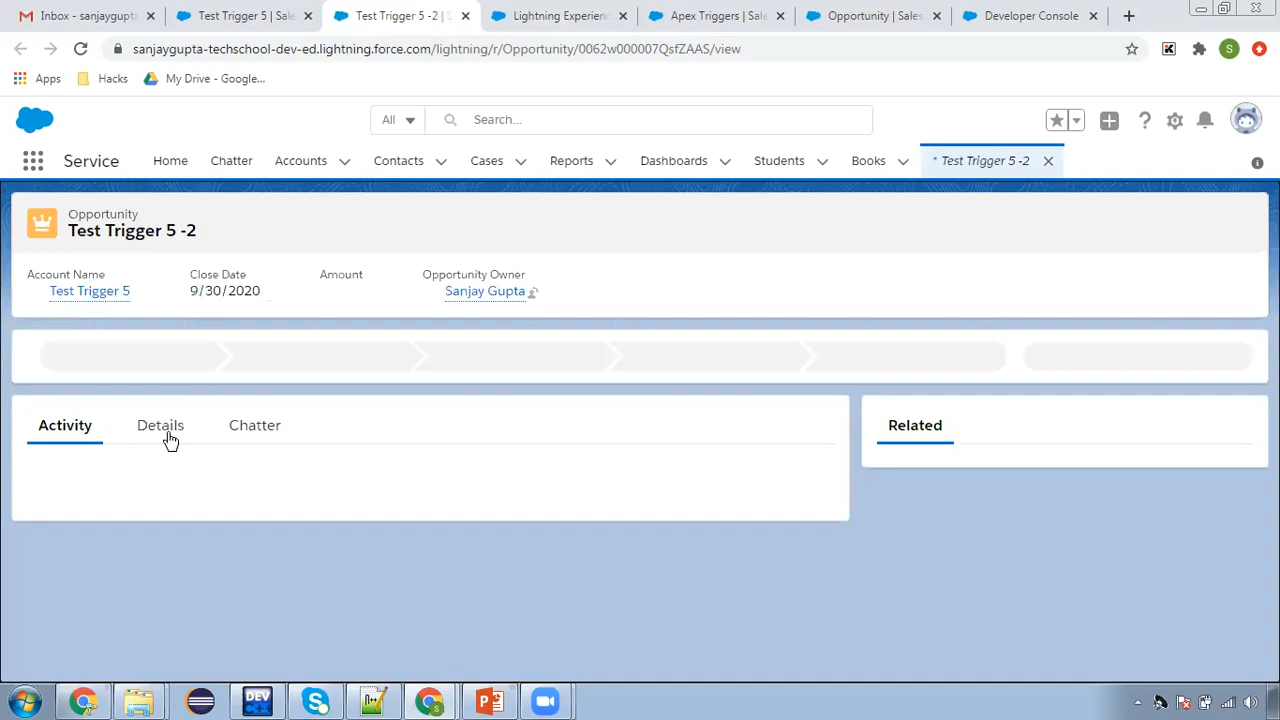 Inbox - sanjaygupta
Test Trigger 5 | Sale
Test Trigger 5 -2 | S
Lightning Experienc
Apex Triggers | Sale
Opportunity | Sales
Developer Console
sanjaygupta-techschool-dev-ed.lightning.force.com/lightning/r/Opportunity/0062w000007QsfZAAS/view
S
Apps
Hacks
My Drive - Google...
All
Search...
Service
Home
Chatter
Accounts
Contacts
Cases
Reports
Dashboards
Students
Books
* Test Trigger 5 -2
Opportunity
Test Trigger 5 -2
Account Name
Close Date
Amount
Opportunity Owner
Test Trigger 5
9/30/2020
Sanjay Gupta
Activity
Details
Chatter
Related
DEV
C++